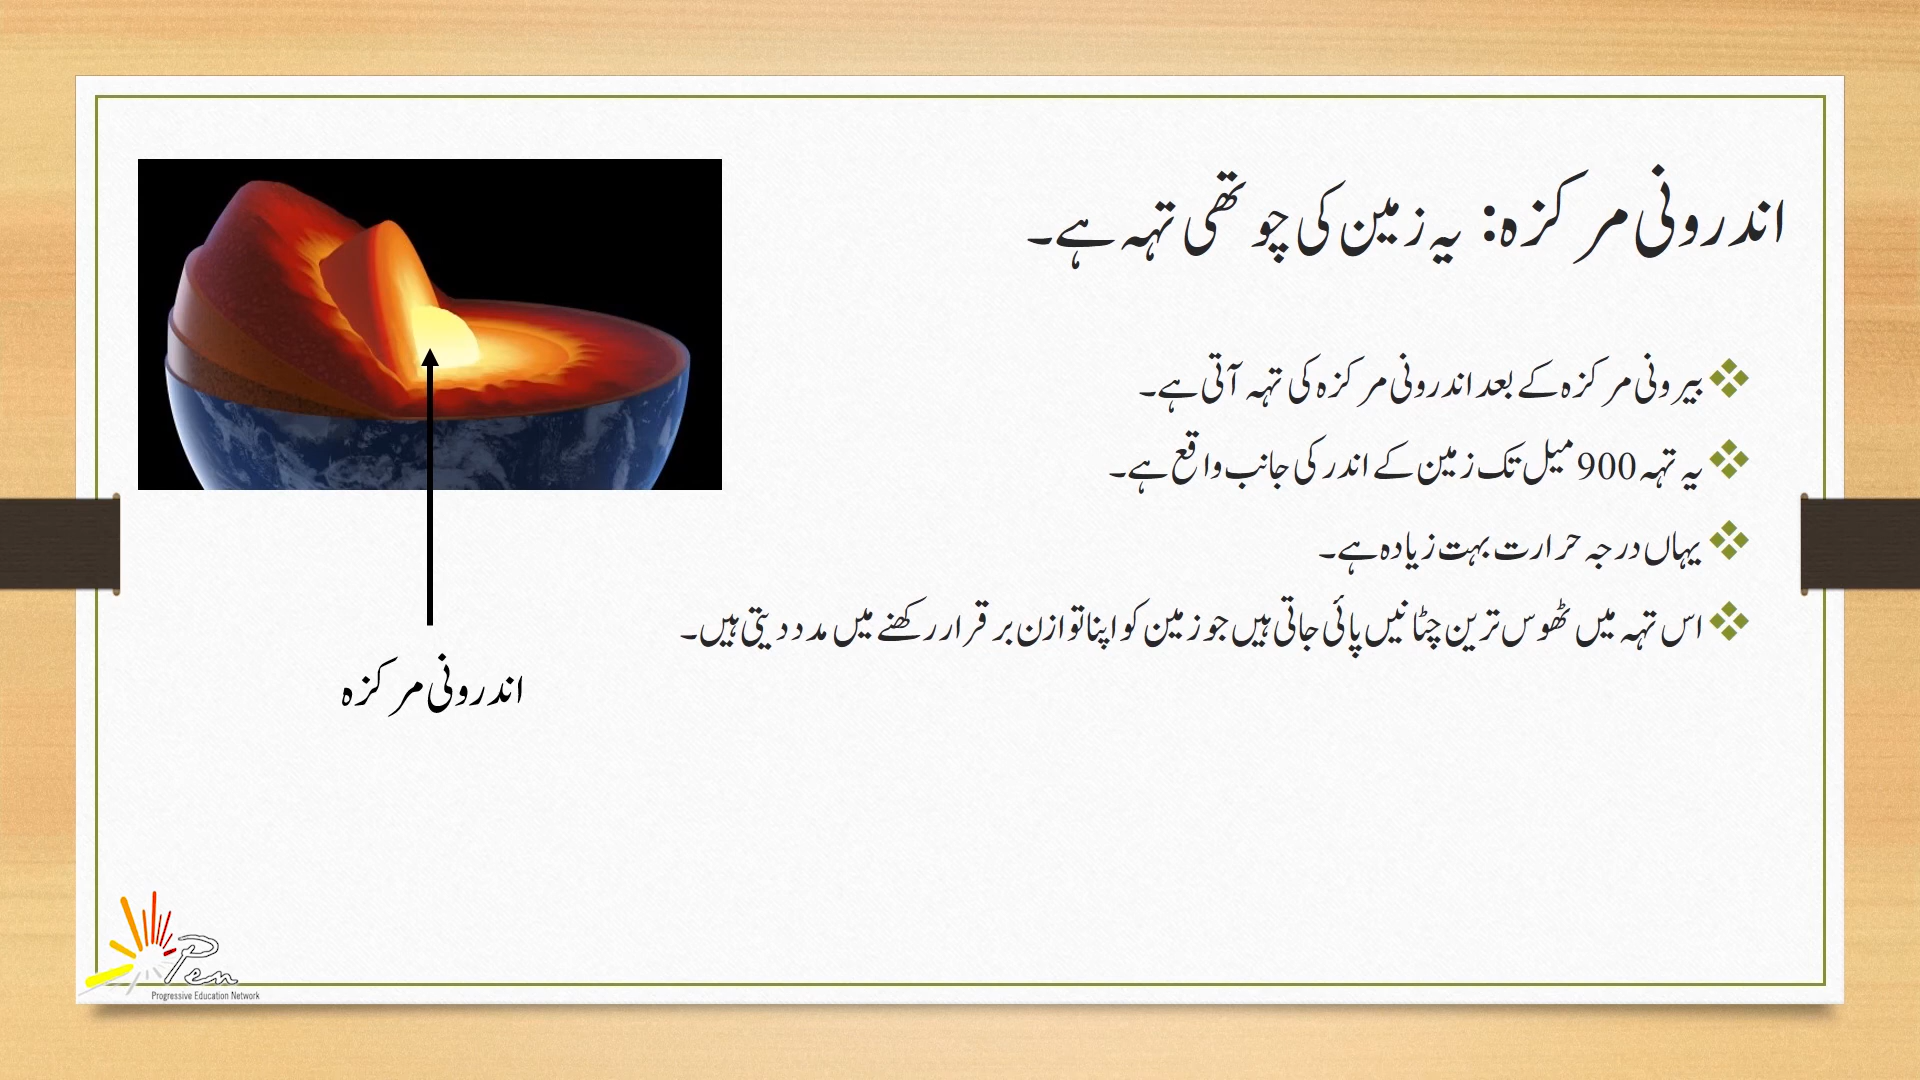 اندرونی مرکزہ: یہ زمین کی چوتھی تہہ ہے۔
بیرونی مرکزہ کے بعد اندرونی مرکزہ کی تہہ آتی ہے۔
یہ تہہ 900 میل تک زمین کے اندر کی جانب واقع ہے۔
یہاں درجہ حرارت بہت زیادہ ہے۔
اس تہہ میں ٹھوس ترین چٹانیں پائی جاتی ہیں جو زمین کو اپنا توازن برقرار رکھنے میں مدد دیتی ہیں۔
اندرونی مرکزہ
Pen
Progressive Education Network